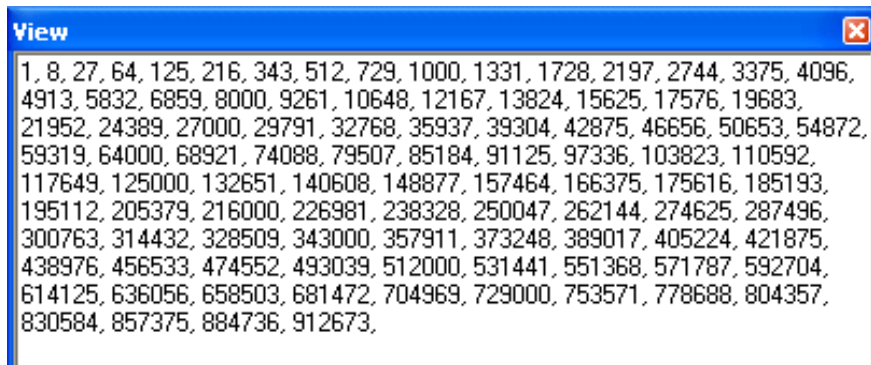 View
1, 8, 27, 64, 125, 216, 343, 512, 729, 1000, 1331, 1728, 2197, 2744, 3375, 4096,
4913, 5832, 6859, 8000, 9261, 10648, 12167, 13824, 15625, 17576, 19683,
21952, 24389, 27000, 29791, 32768, 35937, 39304, 42875, 46656, 50653, 54872,
59319, 64000, 68921, 74088, 79507, 85184, 91125, 97336, 103823, 110592,
117649, 125000, 132651, 140608, 148877, 157464, 166375, 175616, 185193,
195112, 205379, 216000, 226981, 238328, 250047, 262144, 274625, 287496,
300763, 314432, 328509, 343000, 357911, 373248, 389017, 405224, 421875,
438976, 456533, 474552, 493039, 512000, 531441, 551368, 571787, 592704,
614125, 636056, 658503, 681472, 704969, 729000, 753571, 778688, 804357,
830584, 857375, 884736, 912673,